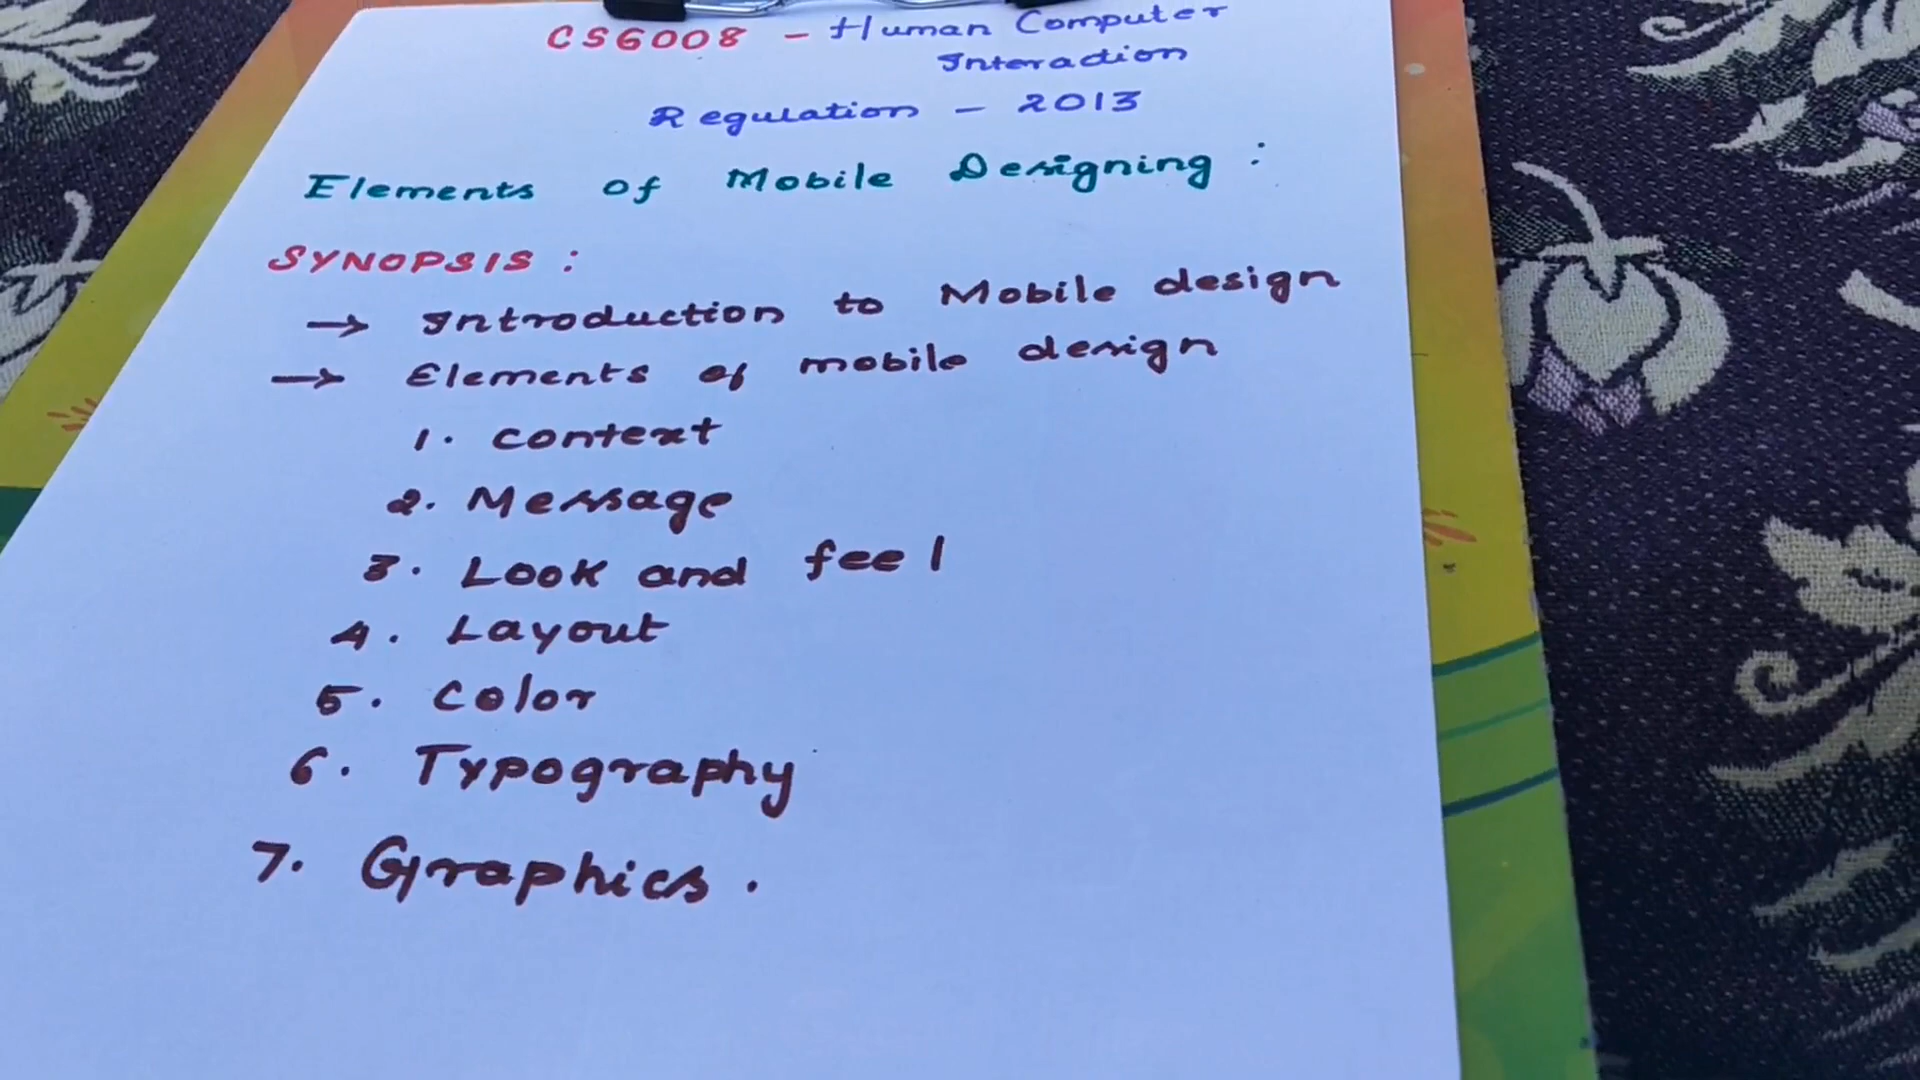 CS6008 - Human Computer
Interaction
Regulation - 2013
Elements of Mobile Designing :
SYNOPSIS :
→ Introduction to Mobile design
→ Elements of mobile design
1. Context
2. Message
3. Look and feel
4. Layout
5. Color
6. Typography
7. Graphics.